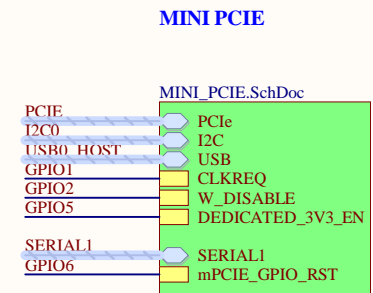 MINI PCIE
MINI_PCIE.SchDoc
PCIE PCIe
I2C0 I2C
USB0_HOST USB
GPIO1 CLKREQ
GPIO2 W_DISABLE
GPIO5 DEDICATED_3V3_EN
SERIAL1 SERIAL1
GPIO6 mPCIE_GPIO_RST